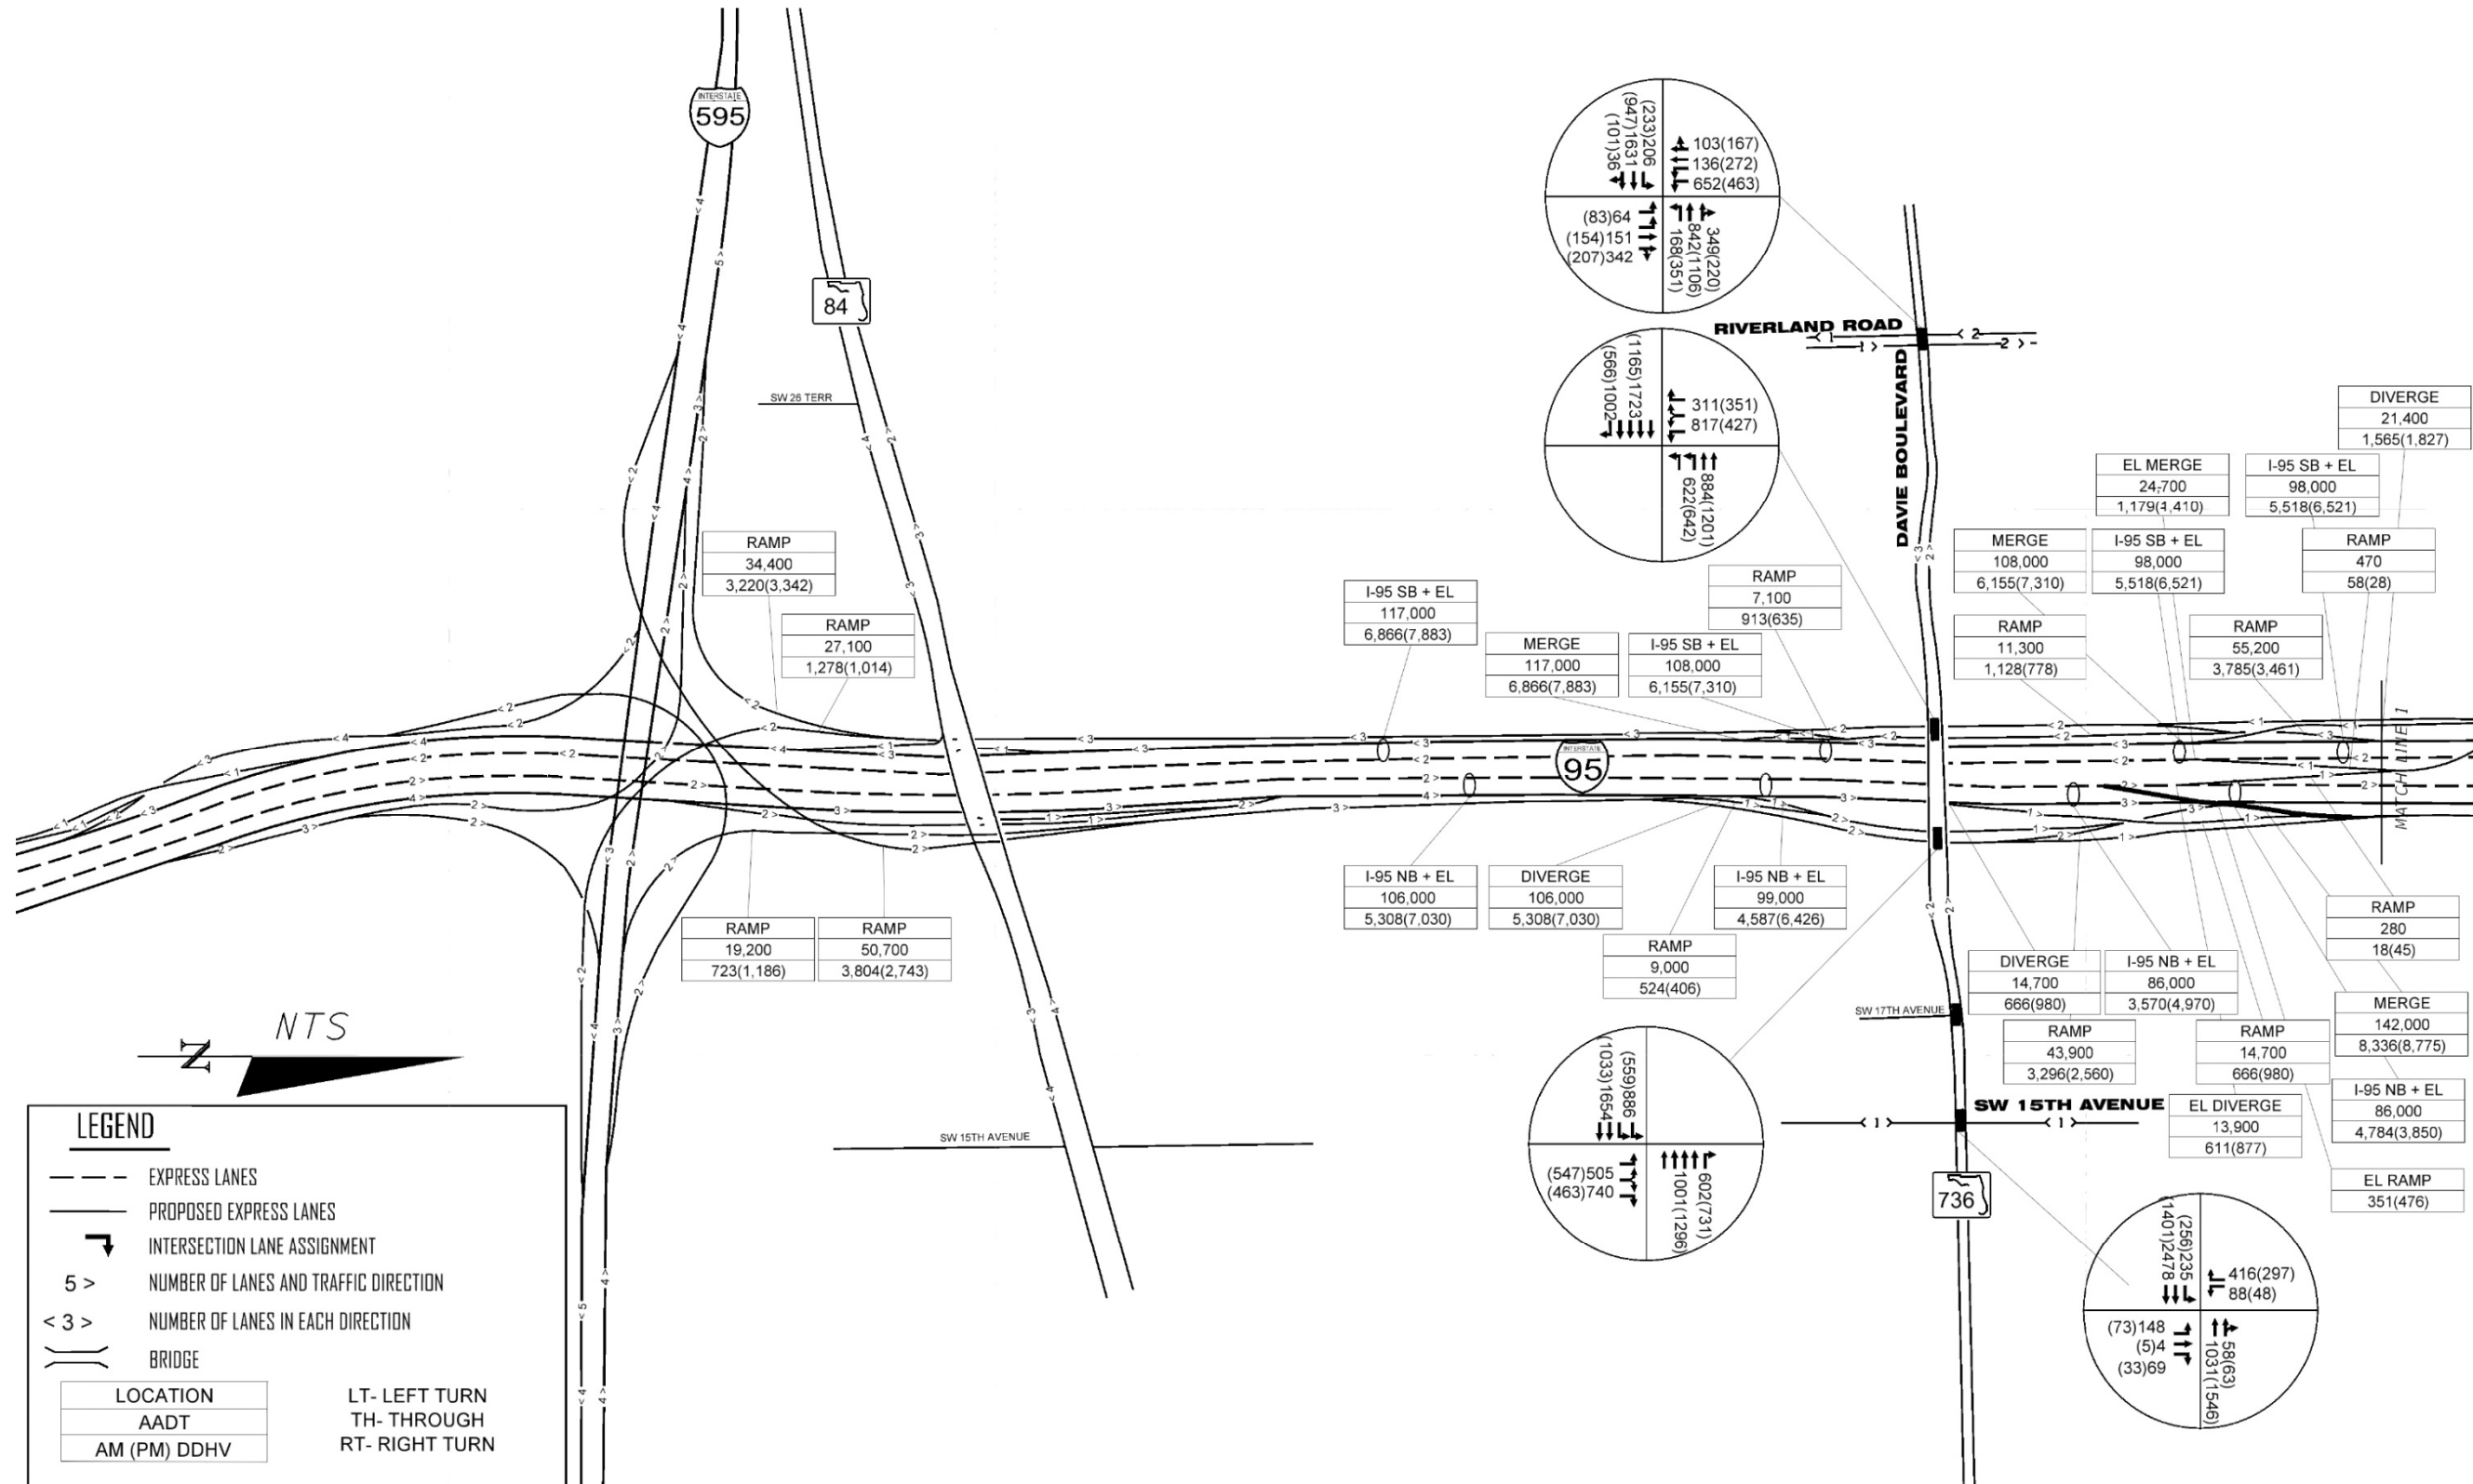 INTERSTATE
595
84
SW 26 TERR
RAMP
34,400
3,220(3,342)
RAMP
27,100
1,278(1,014)
(233)206
(947)1631
(101)36
103(167)
136(272)
652(463)
(83)64
(154)151
(207)342
349(220)
842(1106)
168(351)
RIVERLAND ROAD
< 1
1 >
< 2
2 >
DAVIE BOULEVARD
(1165)1723
(566)1002
311(351)
817(427)
884(1201)
622(642)
I-95 SB + EL
117,000
6,866(7,883)
MERGE
117,000
6,866(7,883)
I-95 SB + EL
108,000
6,155(7,310)
RAMP
7,100
913(635)
DIVERGE
21,400
1,565(1,827)
EL MERGE
24,700
1,179(1,410)
I-95 SB + EL
98,000
5,518(6,521)
MERGE
108,000
6,155(7,310)
I-95 SB + EL
98,000
5,518(6,521)
RAMP
470
58(28)
RAMP
11,300
1,128(778)
RAMP
55,200
3,785(3,461)
MATCH LINE 1
INTERSTATE
95
I-95 NB + EL
106,000
5,308(7,030)
DIVERGE
106,000
5,308(7,030)
I-95 NB + EL
99,000
4,587(6,426)
RAMP
9,000
524(406)
RAMP
19,200
723(1,186)
RAMP
50,700
3,804(2,743)
RAMP
280
18(45)
DIVERGE
14,700
666(980)
I-95 NB + EL
86,000
3,570(4,970)
MERGE
142,000
8,336(8,775)
RAMP
43,900
3,296(2,560)
RAMP
14,700
666(980)
I-95 NB + EL
86,000
4,784(3,850)
EL DIVERGE
13,900
611(877)
EL RAMP
351(476)
SW 17TH AVENUE
SW 15TH AVENUE
< 1 >
< 1 >
736
SW 15TH AVENUE
(559)886
(1033)1654
(547)505
(463)740
602(731)
1001(1296)
(256)235
(1401)2478
416(297)
88(48)
(73)148
(5)4
(33)69
58(63)
1031(1546)
N
NTS
LEGEND
EXPRESS LANES
PROPOSED EXPRESS LANES
INTERSECTION LANE ASSIGNMENT
5 > NUMBER OF LANES AND TRAFFIC DIRECTION
< 3 > NUMBER OF LANES IN EACH DIRECTION
BRIDGE
LOCATION
AADT
AM (PM) DDHV
LT- LEFT TURN
TH- THROUGH
RT- RIGHT TURN